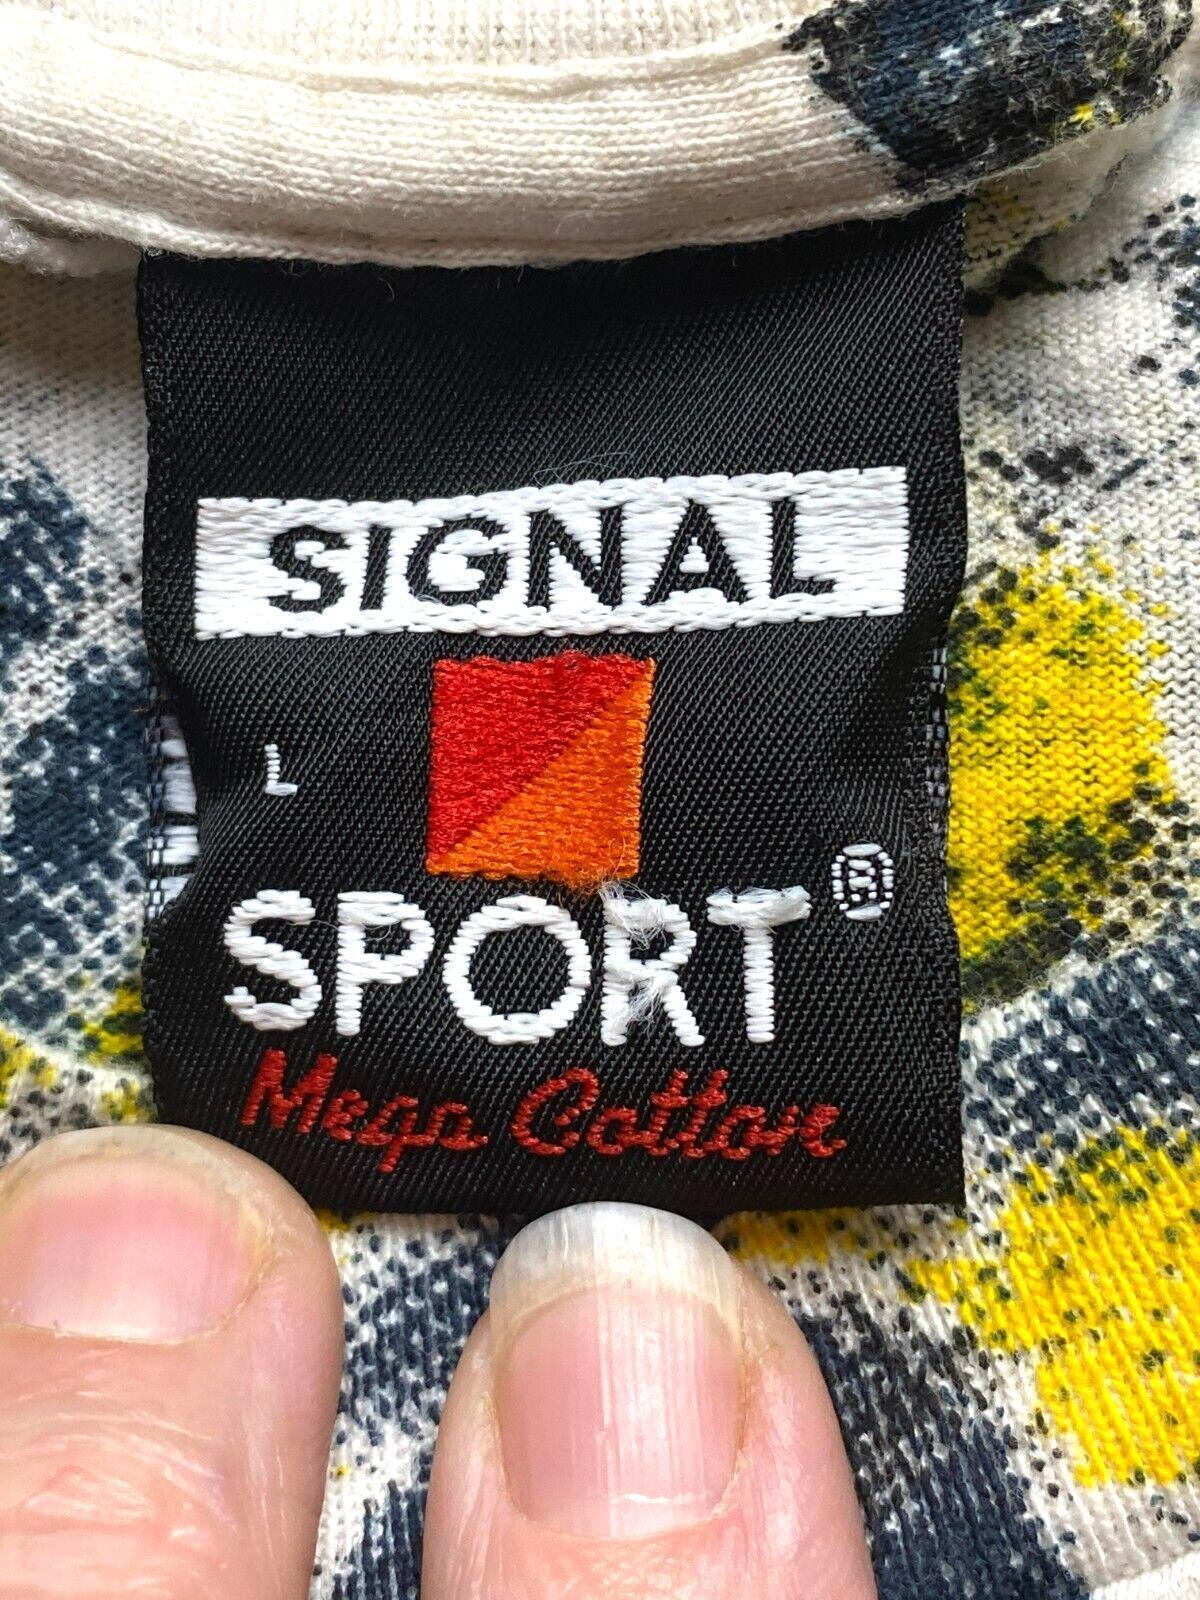 SIGNAL
L
SPORT ®
Mega Cotton